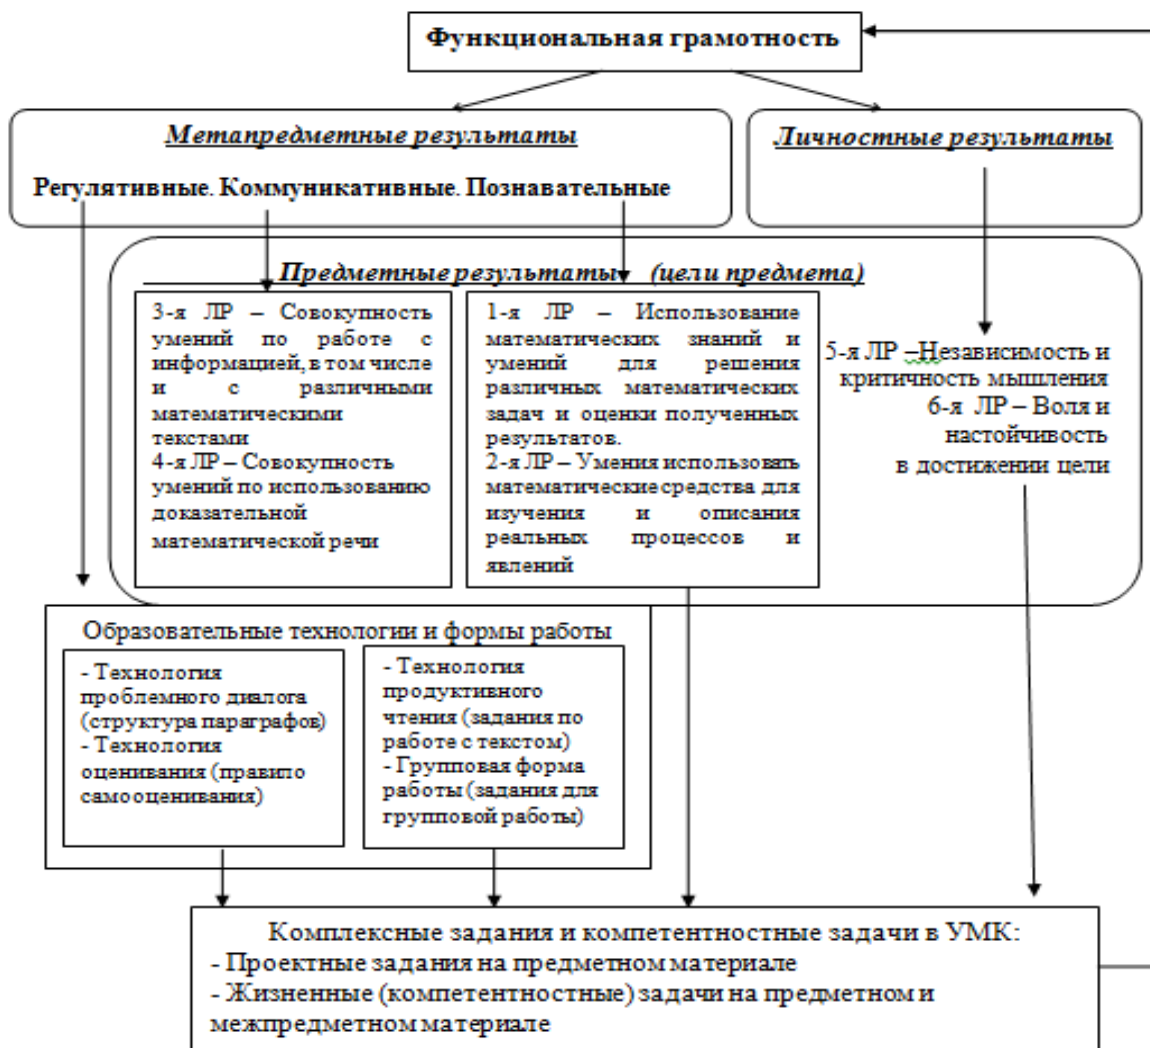 Функциональная грамотность
Метапредметные результаты
Регулятивные. Коммуникативные. Познавательные
Личностные результаты
Предметные результаты (цели предмета)
3-я ЛР – Совокупность
умений по работе с
информацией, в том числе
и с различными
математическими
текстами
4-я ЛР – Совокупность
умений по использованию
доказательной
математической речи
1-я ЛР – Использование
математических знаний и
умений для решения
различных математических
задач и оценки полученных
результатов.
2-я ЛР – Умения использовать
математические средства для
изучения и описания
реальных процессов и
явлений
5-я ЛР –Независимость и
критичность мышления
6-я ЛР – Воля и
настойчивость
в достижении цели
Образовательные технологии и формы работы
- Технология
проблемного диалога
(структура параграфов)
- Технология
оценивания (правило
самооценивания)
- Технология
продуктивного
чтения (задания по
работе с текстом)
- Групповая форма
работы (задания для
групповой работы)
Комплексные задания и компетентностные задачи в УМК:
- Проектные задания на предметном материале
- Жизненные (компетентностные) задачи на предметном и
межпредметном материале